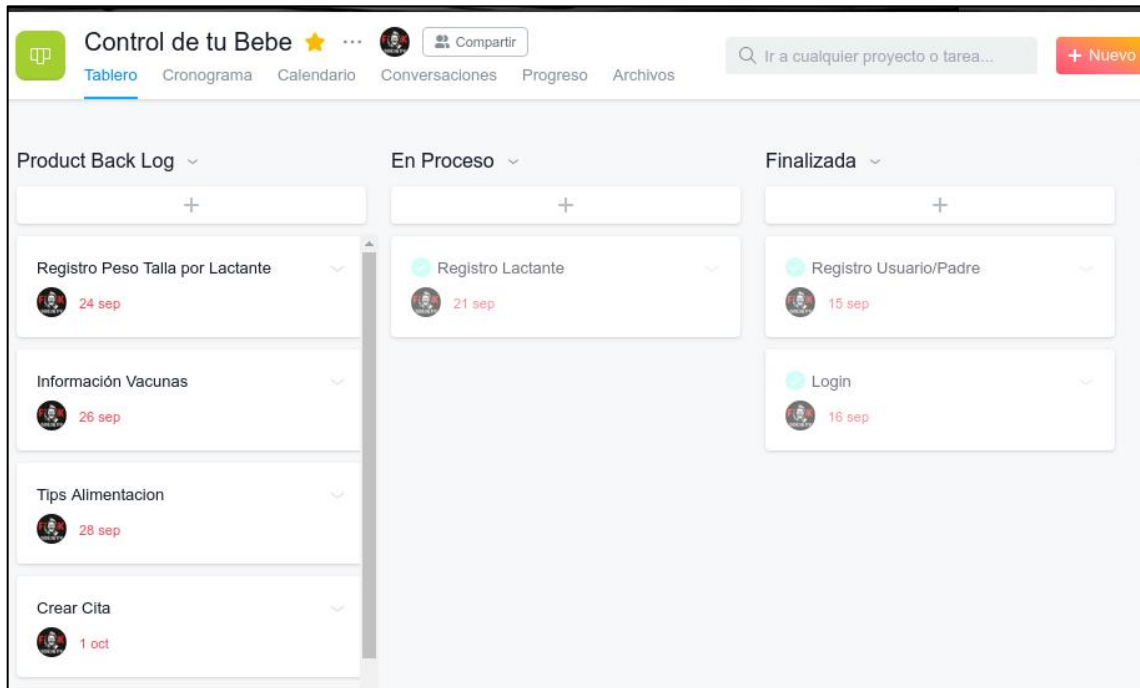 Control de tu Bebe
Compartir
Ir a cualquier proyecto o tarea...
+ Nuevo
Tablero Cronograma Calendario Conversaciones Progreso Archivos
Product Back Log
En Proceso
Finalizada
+
+
+
Registro Peso Talla por Lactante
24 sep
Información Vacunas
26 sep
Tips Alimentacion
28 sep
Crear Cita
1 oct
Registro Lactante
21 sep
Registro Usuario/Padre
15 sep
Login
16 sep